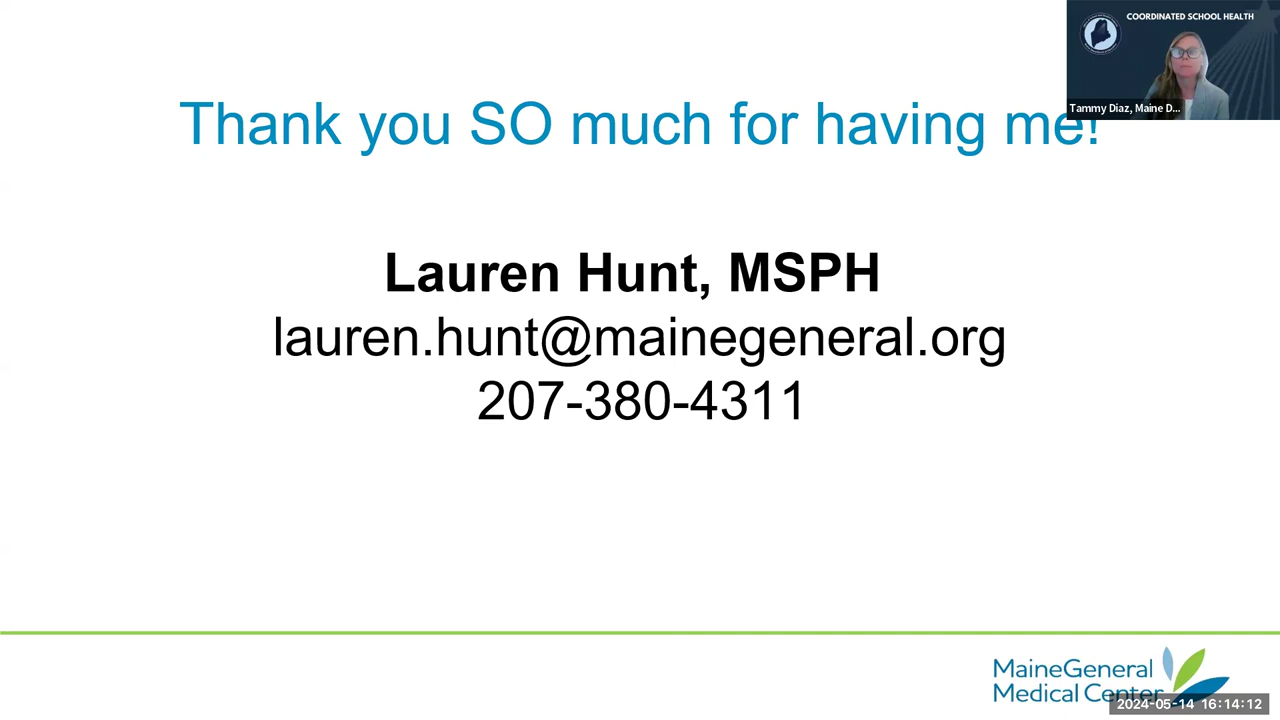 COORDINATED SCHOOL HEALTH
Tammy Diaz, Maine D...
Thank you SO much for having me!
Lauren Hunt, MSPH
lauren.hunt@mainegeneral.org
207-380-4311
MaineGeneral
Medical Center
2024-05-14 16:14:12